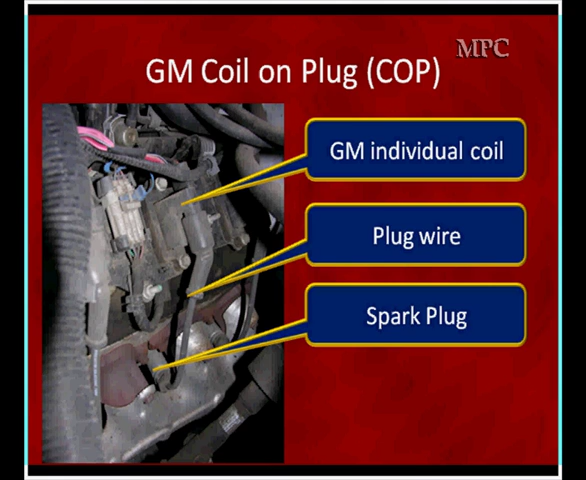 MPC
GM Coil on Plug (COP)
GM individual coil
Plug wire
Spark Plug